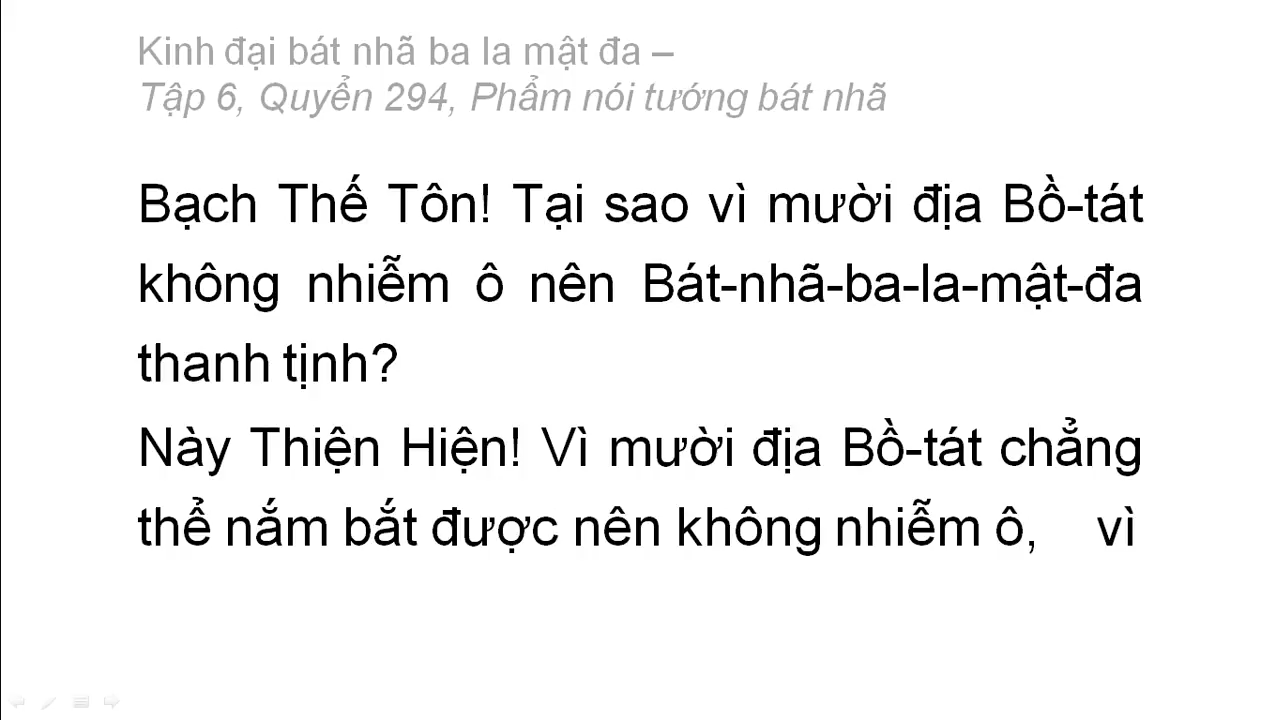 Kinh đại bát nhã ba la mật đa –
Tập 6, Quyển 294, Phẩm nói tướng bát nhã
Bạch Thế Tôn! Tại sao vì mười địa Bồ-tát
không nhiễm ô nên Bát-nhã-ba-la-mật-đa
thanh tịnh?
Này Thiện Hiện! Vì mười địa Bồ-tát chẳng
thể nắm bắt được nên không nhiễm ô, vì